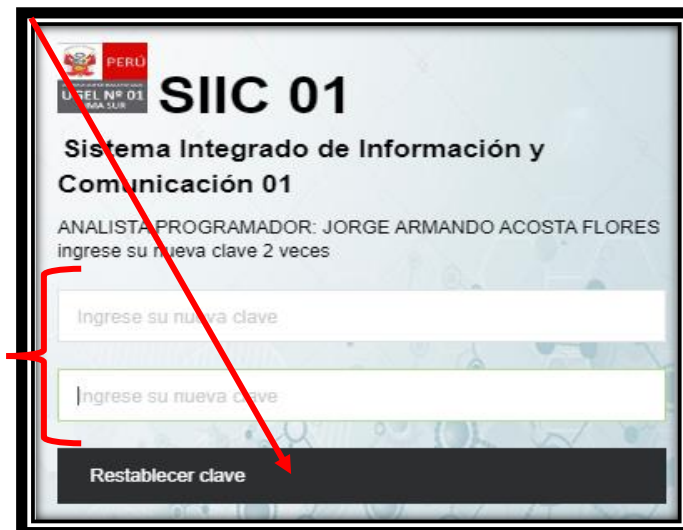 PERÚ
UGEL Nº 01
LIMA SUR
SIIC 01
Sistema Integrado de Información y
Comunicación 01
ANALISTA PROGRAMADOR: JORGE ARMANDO ACOSTA FLORES
ingrese su nueva clave 2 veces
Ingrese su nueva clave
Ingrese su nueva clave
Restablecer clave